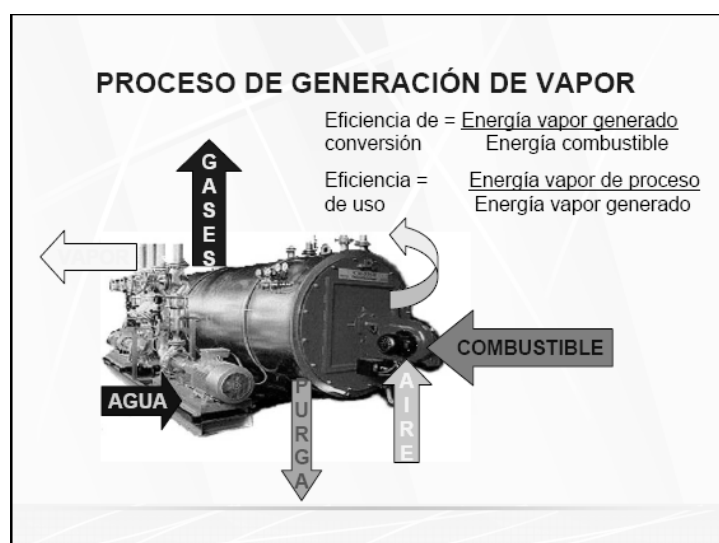 PROCESO DE GENERACIÓN DE VAPOR
Eficiencia de = Energía vapor generado
conversión Energía combustible
Eficiencia = Energía vapor de proceso
de uso Energía vapor generado
GASES
VAPOR
COMBUSTIBLE
AGUA
PURGA
AIRE